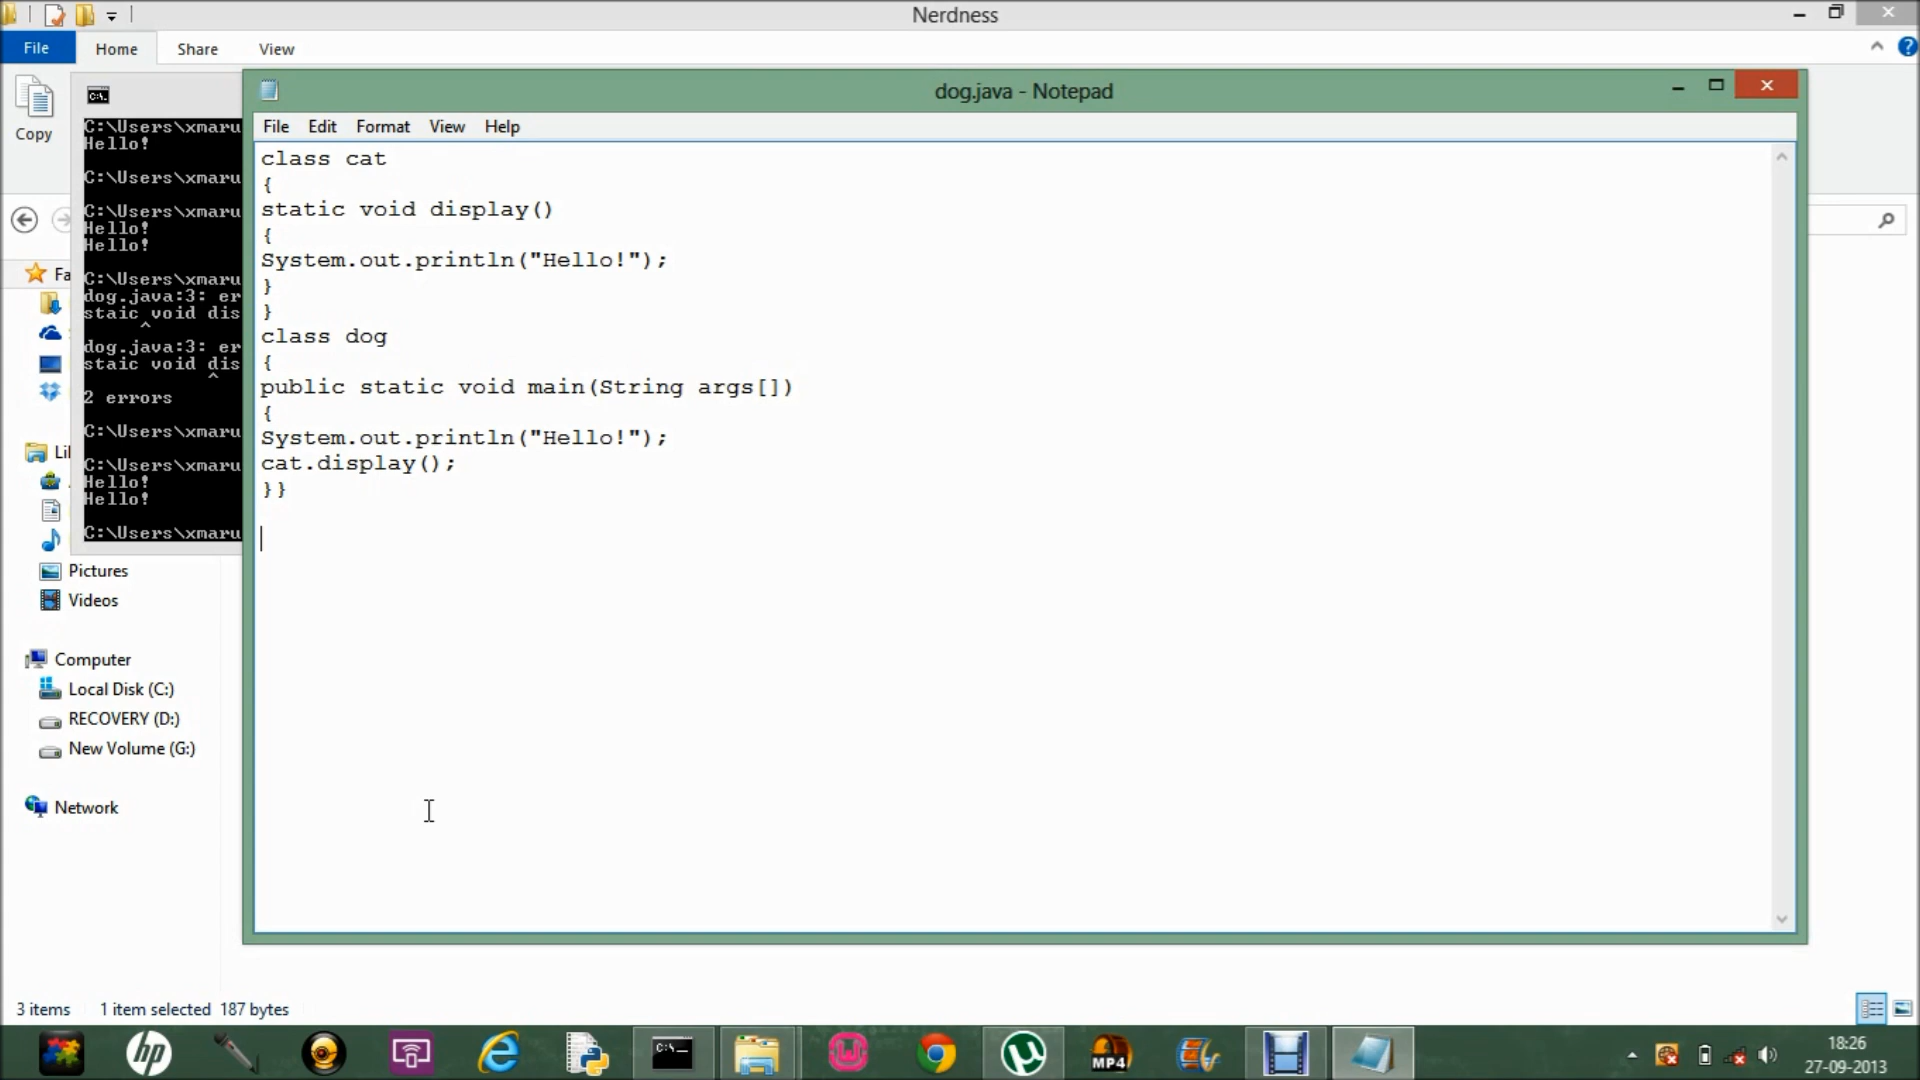 Nerdness
File Home Share View
dog.java - Notepad
File Edit Format View Help
Copy
class cat
{
static void display()
{
System.out.println("Hello!");
}
}
class dog
{
public static void main(String args[])
{
System.out.println("Hello!");
cat.display();
}}
C:\Users\xmaru
Hello!
C:\Users\xmaru
C:\Users\xmaru
Hello!
Hello!
C:\Users\xmaru
dog.java:3: er
staic void dis
^
dog.java:3: er
staic void dis
^
2 errors
C:\Users\xmaru
C:\Users\xmaru
Hello!
Hello!
C:\Users\xmaru
Fa
Li
Pictures
Videos
Computer
Local Disk (C:)
RECOVERY (D:)
New Volume (G:)
Network
3 items 1 item selected 187 bytes
hp
C:\_
MP4
18:26
27-09-2013